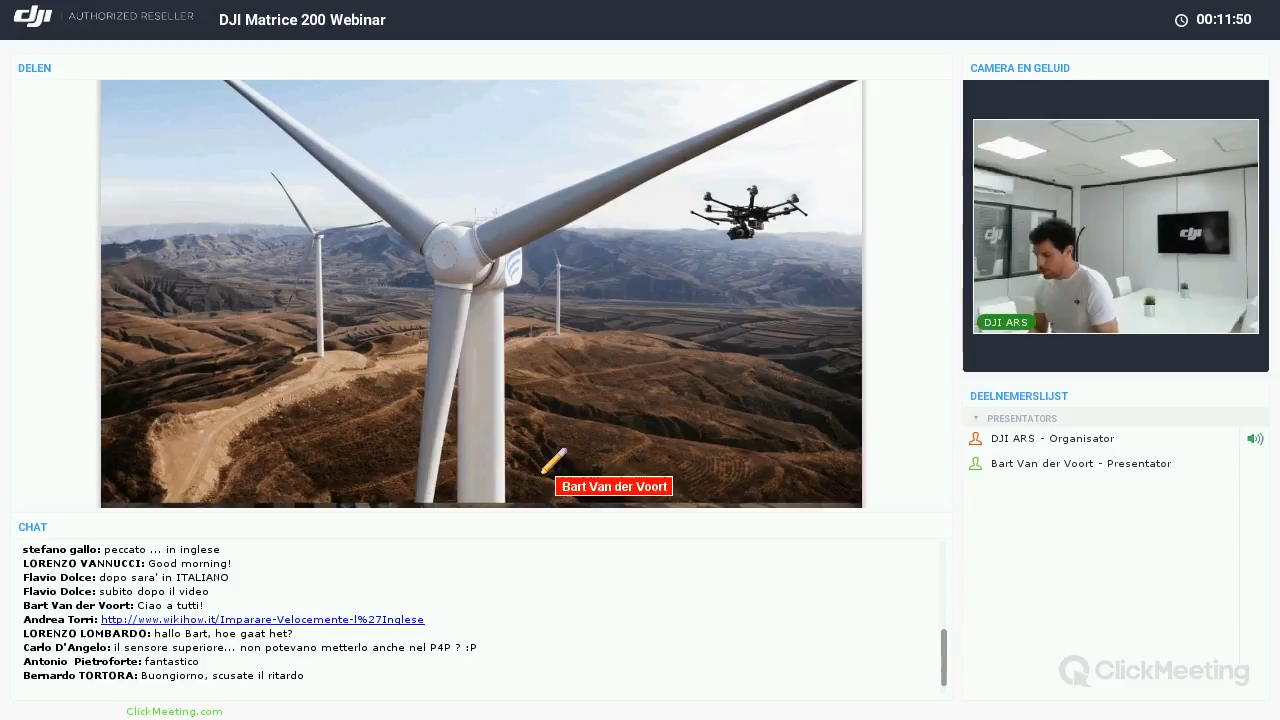 dji AUTHORIZED RESELLER DJI Matrice 200 Webinar 00:11:50
DELEN
Bart Van der Voort
CAMERA EN GELUID
dji
dji
DJI ARS
DEELNEMERSLIJST
PRESENTATORS
DJI ARS - Organisator
Bart Van der Voort - Presentator
CHAT
stefano gallo: peccato ... in inglese
LORENZO VANNUCCI: Good morning!
Flavio Dolce: dopo sara' in ITALIANO
Flavio Dolce: subito dopo il video
Bart Van der Voort: Ciao a tutti!
Andrea Torri: http://www.wikihow.it/Imparare-Velocemente-l%27Inglese
LORENZO LOMBARDO: hallo Bart, hoe gaat het?
Carlo D'Angelo: il sensore superiore... non potevano metterlo anche nel P4P ? :P
Antonio Pietroforte: fantastico
Bernardo TORTORA: Buongiorno, scusate il ritardo
ClickMeeting
ClickMeeting.com